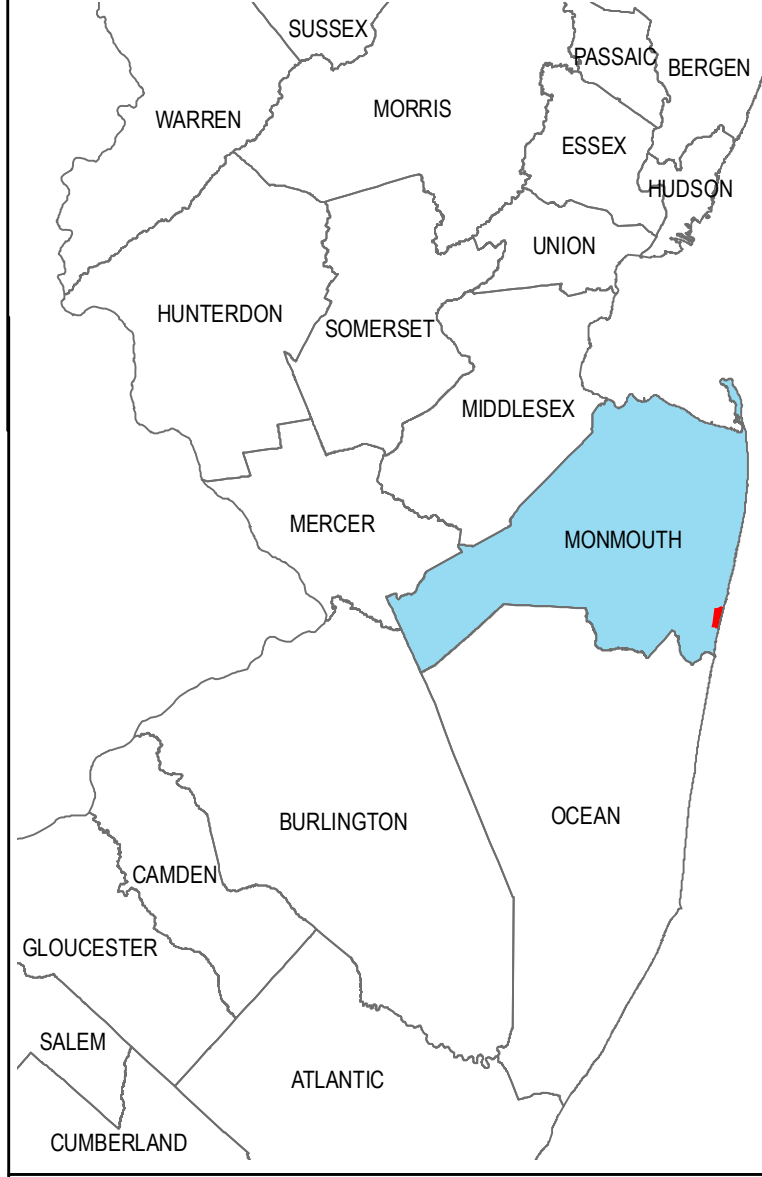 SUSSEX
PASSAIC
BERGEN
MORRIS
WARREN
ESSEX
HUDSON
UNION
HUNTERDON
SOMERSET
MIDDLESEX
MERCER
MONMOUTH
OCEAN
BURLINGTON
CAMDEN
GLOUCESTER
SALEM
ATLANTIC
CUMBERLAND